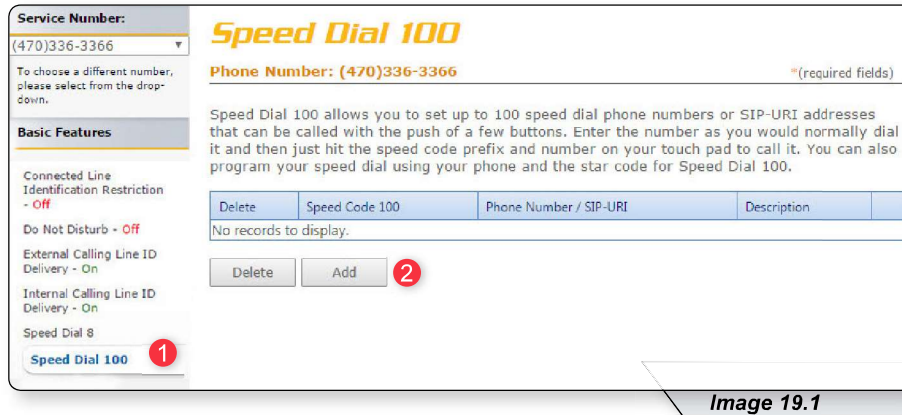 Service Number:
(470)336-3366
To choose a different number,
please select from the drop-
down.
Basic Features
Connected Line
Identification Restriction
- Off
Do Not Disturb - Off
External Calling Line ID
Delivery - On
Internal Calling Line ID
Delivery - On
Speed Dial 8
Speed Dial 100
1
Speed Dial 100
Phone Number: (470)336-3366
*(required fields)
Speed Dial 100 allows you to set up to 100 speed dial phone numbers or SIP-URI addresses
that can be called with the push of a few buttons. Enter the number as you would normally dial
it and then just hit the speed code prefix and number on your touch pad to call it. You can also
program your speed dial using your phone and the star code for Speed Dial 100.
Delete Speed Code 100 Phone Number / SIP-URI Description
No records to display.
Delete Add 2
Image 19.1